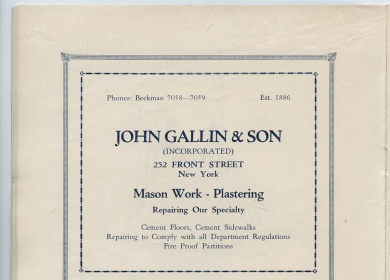 Phones: Beekman 7058—7059 Est. 1886
JOHN GALLIN & SON
(INCORPORATED)
252 FRONT STREET
New York
Mason Work - Plastering
Repairing Our Specialty
Cement Floors, Cement Sidewalks
Repairing to Comply with all Department Regulations
Fire Proof Partitions